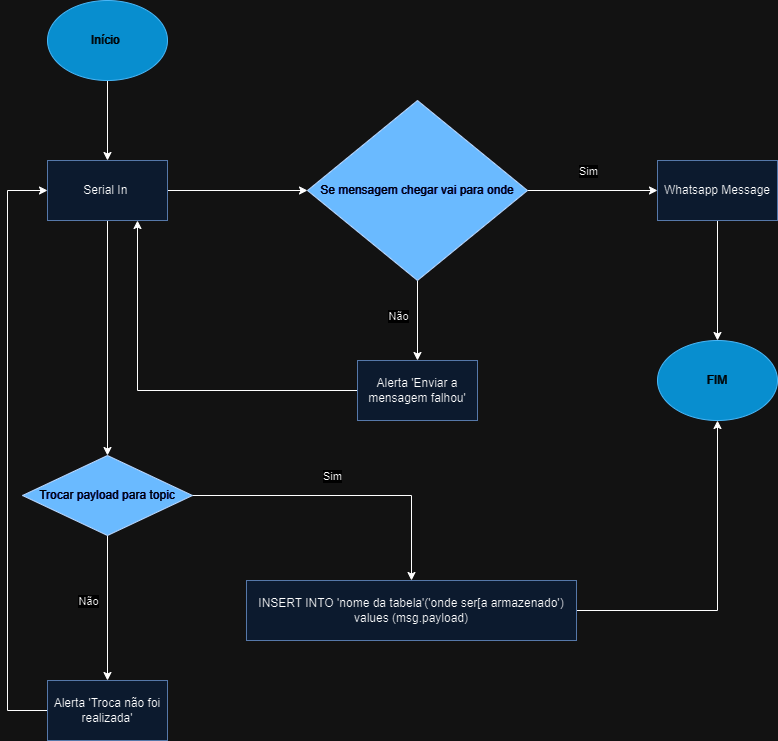 Início
Sim
Serial In
Se mensagem chegar vai para onde
Whatsapp Message
Não
Alerta 'Enviar a
mensagem falhou'
FIM
Sim
Trocar payload para topic
Não
INSERT INTO 'nome da tabela'('onde ser[a armazenado')
values (msg.payload)
Alerta 'Troca não foi
realizada'